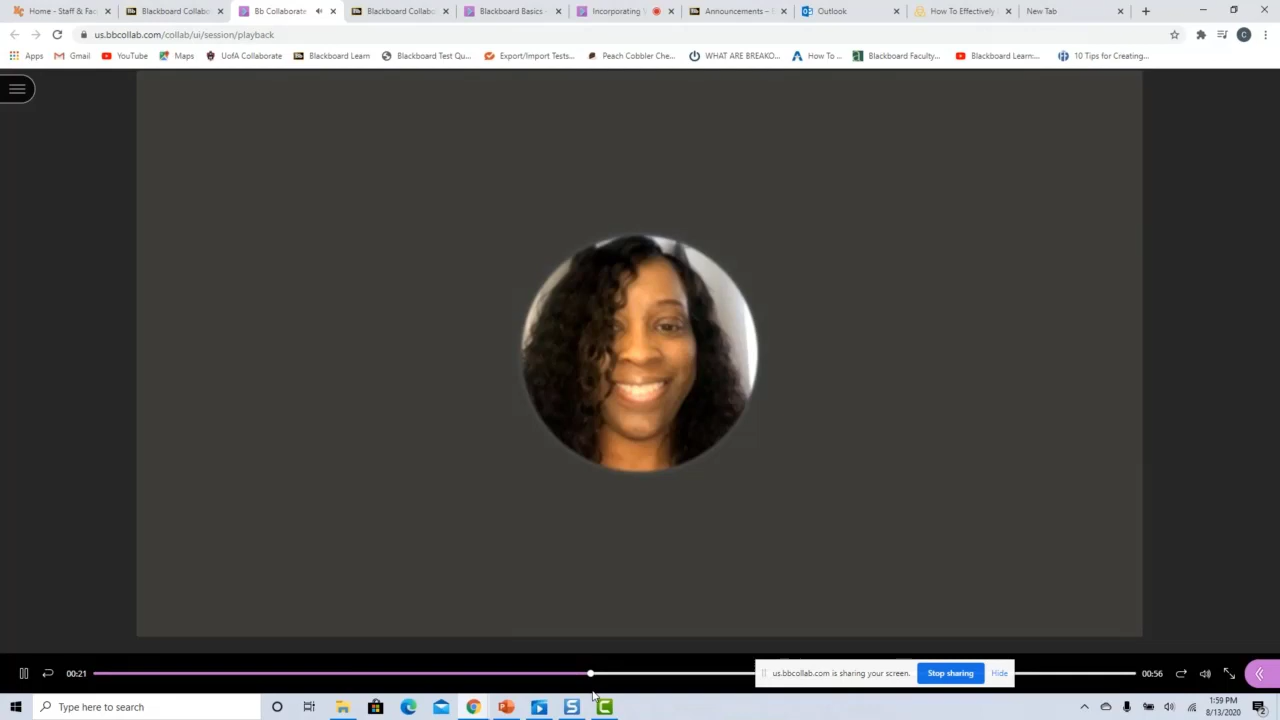 Home - Staff & Fac
Blackboard Collabo
Bb Collaborate
Blackboard Collabo
Blackboard Basics
Incorporating
Announcements –
Outlook
How To Effectively
New Tab
us.bbcollab.com/collab/ui/session/playback
C
Apps
Gmail
YouTube
Maps
UofA Collaborate
Blackboard Learn
Blackboard Test Qu...
Export/Import Tests...
Peach Cobbler Che...
WHAT ARE BREAKO...
How To ...
Blackboard Faculty...
Blackboard Learn:...
10 Tips for Creating...
00:21
us.bbcollab.com is sharing your screen.
Stop sharing
Hide
00:56
Type here to search
1:59 PM
8/13/2020
2